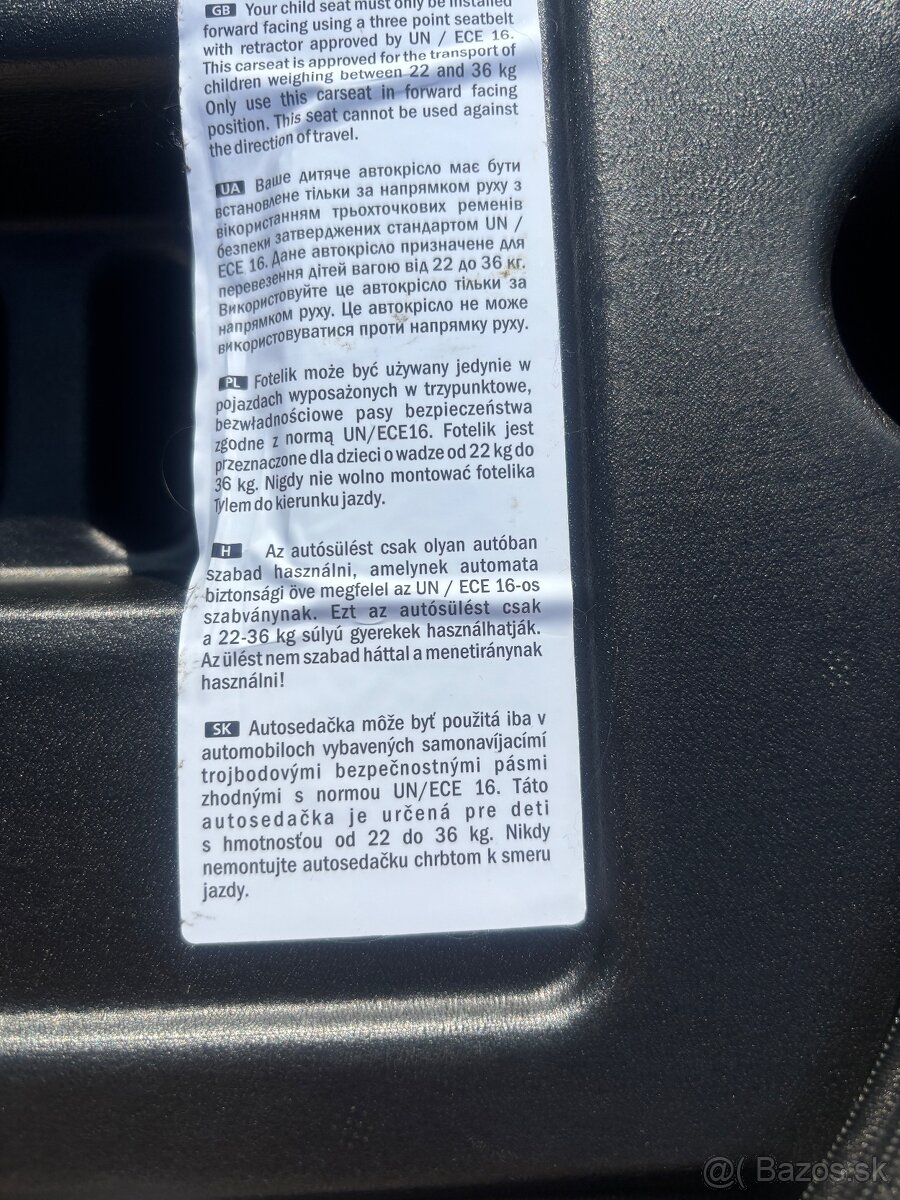 GB Your child seat must only be installed
forward facing using a three point seatbelt
with retractor approved by UN / ECE 16.
This carseat is approved for the transport of
children weighing between 22 and 36 kg
Only use this carseat in forward facing
position. This seat cannot be used against
the direction of travel.
UA Ваше дитяче автокрісло має бути
встановлене тільки за напрямком руху з
вікористанням трьохточкових ременів
безпеки затверджених стандартом UN /
ECE 16. Дане автокрісло призначене для
перевезення дітей вагою від 22 до 36 кг.
Використовуйте це автокрісло тільки за
напрямком руху. Це автокрісло не може
використовуватися проти напрямку руху.
PL Fotelik może być używany jedynie w
pojazdach wyposażonych w trzypunktowe,
bezwładnościowe pasy bezpieczeństwa
zgodne z normą UN/ECE16. Fotelik jest
przeznaczone dla dzieci o wadze od 22 kg do
36 kg. Nigdy nie wolno montować fotelika
Tylem do kierunku jazdy.
H Az autósülést csak olyan autóban
szabad használni, amelynek automata
biztonsági öve megfelel az UN / ECE 16-os
szabványnak. Ezt az autósülést csak
a 22-36 kg súlyú gyerekek használhatják.
Az ülést nem szabad háttal a menetiránynak
használni!
SK Autosedačka môže byť použitá iba v
automobiloch vybavených samonavíjacímí
trojbodovými bezpečnostnými pásmi
zhodnými s normou UN/ECE 16. Táto
autosedačka je určená pre deti
s hmotnosťou od 22 do 36 kg. Nikdy
nemontujte autosedačku chrbtom k smeru
jazdy.
@( Bazos.sk